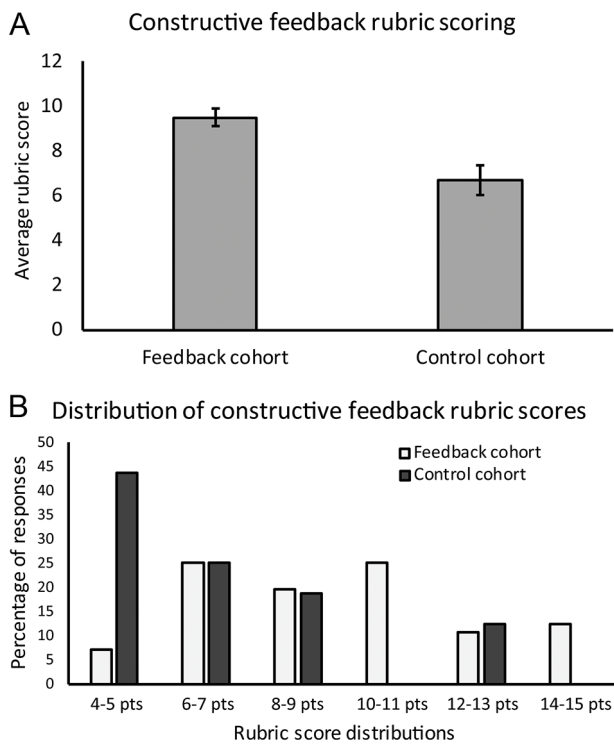 A
Constructive feedback rubric scoring
Average rubric score
12
10
8
6
4
2
0
Feedback cohort
Control cohort
B
Distribution of constructive feedback rubric scores
Percentage of responses
50
45
40
35
30
25
20
15
10
5
0
Feedback cohort
Control cohort
4-5 pts
6-7 pts
8-9 pts
10-11 pts
12-13 pts
14-15 pts
Rubric score distributions